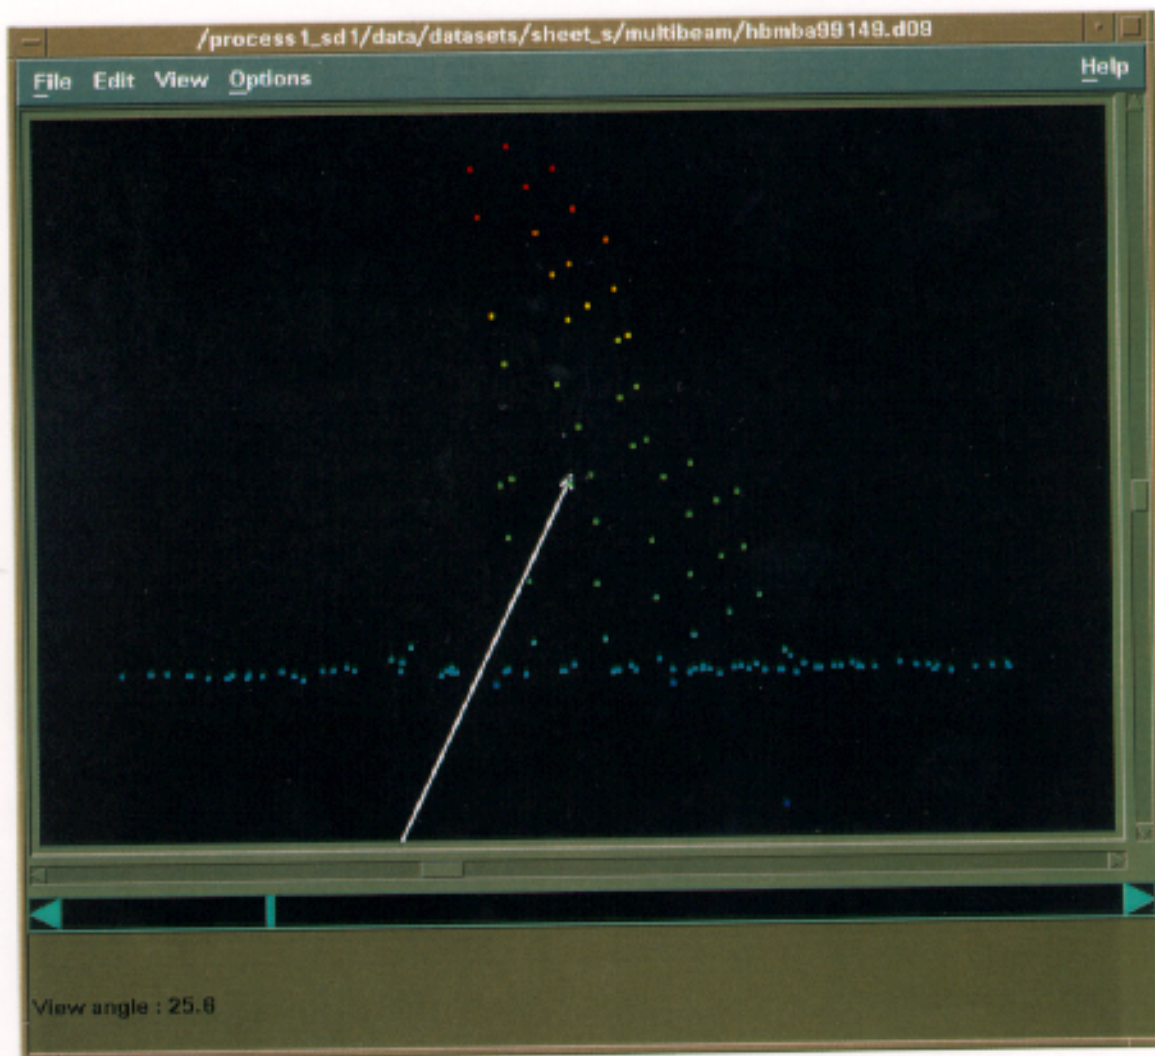 /process1_sd1/data/datasets/sheet_s/multibeam/hbmba99149.d09
File Edit View Options Help
View angle : 25.6